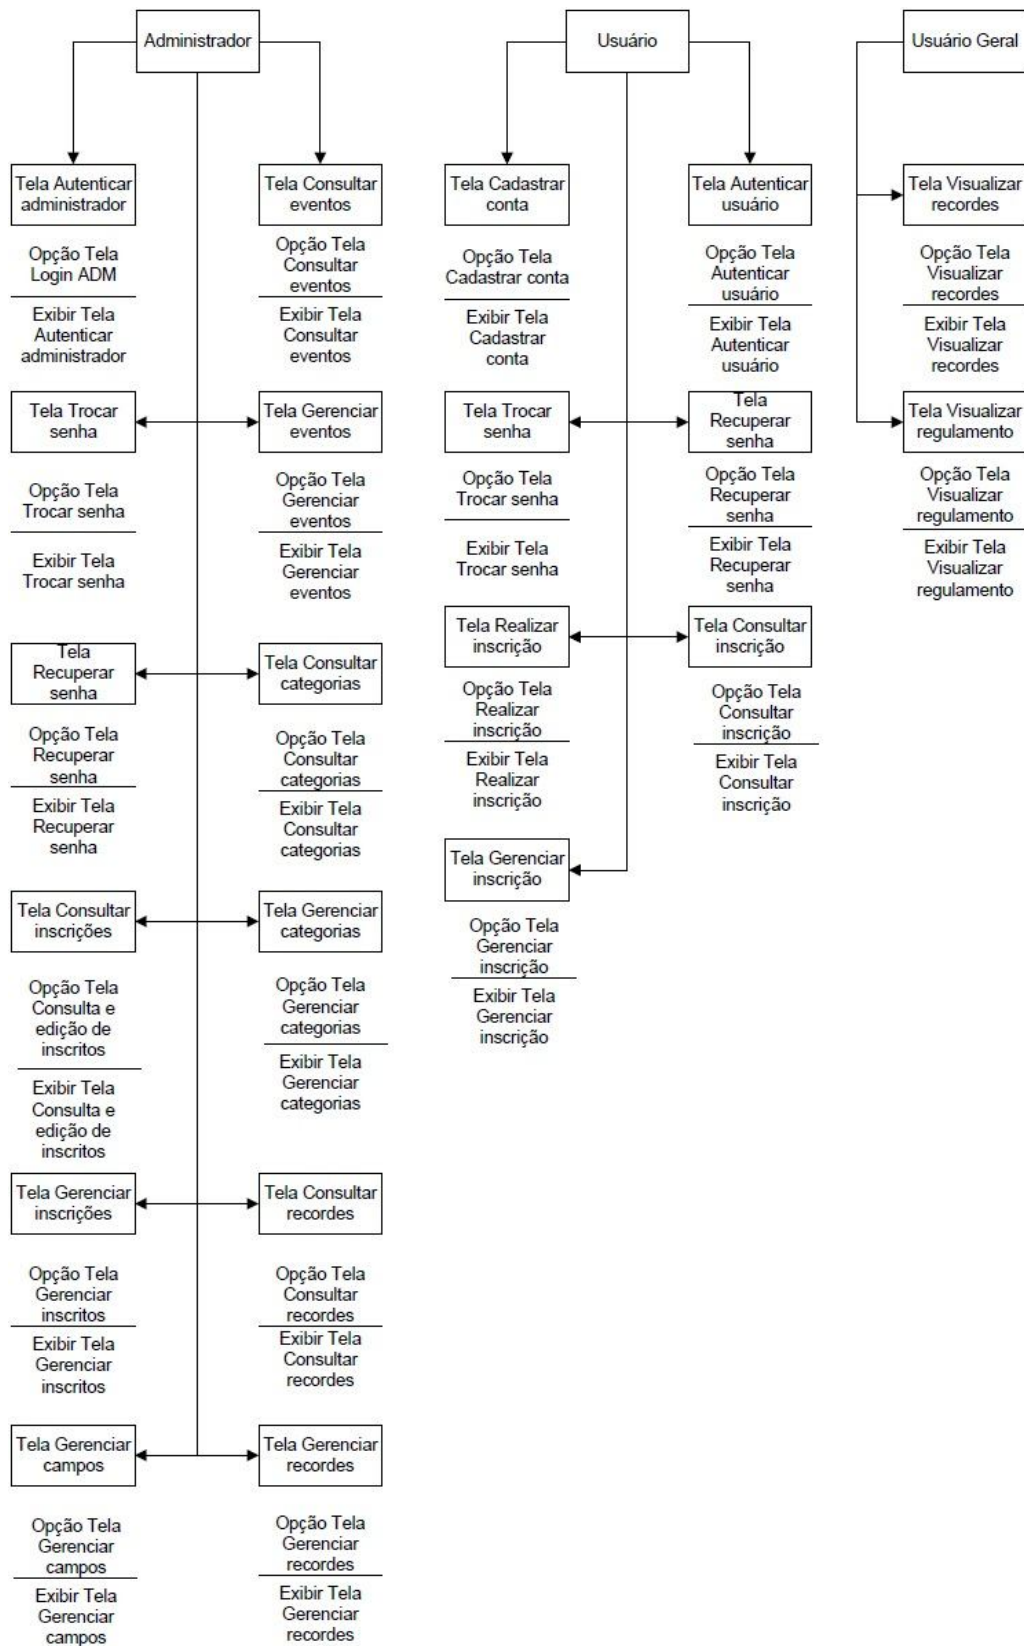 Administrador
Tela Autenticar
administrador
Opção Tela
Login ADM
Exibir Tela
Autenticar
administrador
Tela Consultar
eventos
Opção Tela
Consultar
eventos
Exibir Tela
Consultar
eventos
Tela Trocar
senha
Opção Tela
Trocar senha
Exibir Tela
Trocar senha
Tela Gerenciar
eventos
Opção Tela
Gerenciar
eventos
Exibir Tela
Gerenciar
eventos
Tela
Recuperar
senha
Opção Tela
Recuperar
senha
Exibir Tela
Recuperar
senha
Tela Consultar
categorias
Opção Tela
Consultar
categorias
Exibir Tela
Consultar
categorias
Tela Consultar
inscrições
Opção Tela
Consulta e
edição de
inscritos
Exibir Tela
Consulta e
edição de
inscritos
Tela Gerenciar
categorias
Opção Tela
Gerenciar
categorias
Exibir Tela
Gerenciar
categorias
Tela Gerenciar
inscrições
Opção Tela
Gerenciar
inscritos
Exibir Tela
Gerenciar
inscritos
Tela Consultar
recordes
Opção Tela
Consultar
recordes
Exibir Tela
Consultar
recordes
Tela Gerenciar
campos
Opção Tela
Gerenciar
campos
Exibir Tela
Gerenciar
campos
Tela Gerenciar
recordes
Opção Tela
Gerenciar
recordes
Exibir Tela
Gerenciar
recordes
Usuário
Tela Cadastrar
conta
Opção Tela
Cadastrar conta
Exibir Tela
Cadastrar
conta
Tela Autenticar
usuário
Opção Tela
Autenticar
usuário
Exibir Tela
Autenticar
usuário
Tela Trocar
senha
Opção Tela
Trocar senha
Exibir Tela
Trocar senha
Tela
Recuperar
senha
Opção Tela
Recuperar
senha
Exibir Tela
Recuperar
senha
Tela Realizar
inscrição
Opção Tela
Realizar
inscrição
Exibir Tela
Realizar
inscrição
Tela Consultar
inscrição
Opção Tela
Consultar
inscrição
Exibir Tela
Consultar
inscrição
Tela Gerenciar
inscrição
Opção Tela
Gerenciar
inscrição
Exibir Tela
Gerenciar
inscrição
Usuário Geral
Tela Visualizar
recordes
Opção Tela
Visualizar
recordes
Exibir Tela
Visualizar
recordes
Tela Visualizar
regulamento
Opção Tela
Visualizar
regulamento
Exibir Tela
Visualizar
regulamento